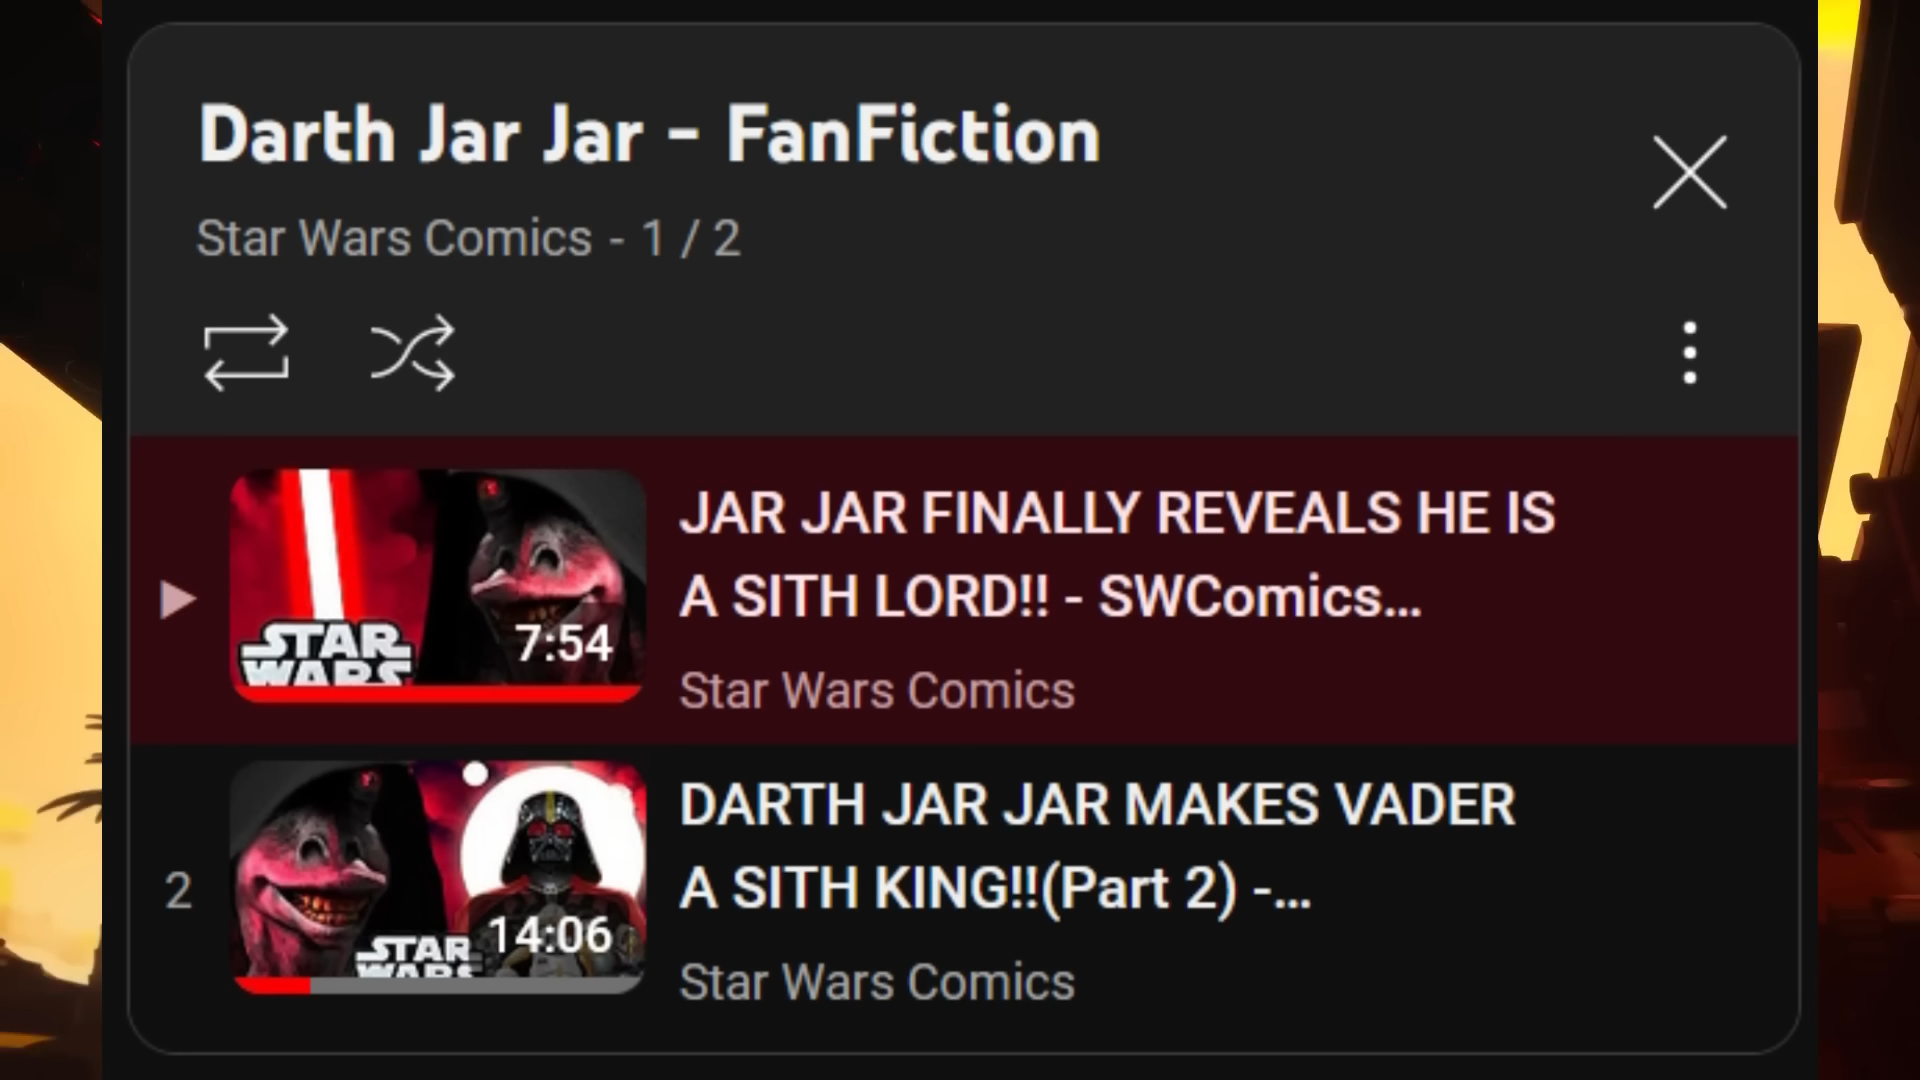 Darth Jar Jar - FanFiction
Star Wars Comics - 1 / 2
JAR JAR FINALLY REVEALS HE IS
A SITH LORD!! - SWComics...
STAR
WARS
7:54
Star Wars Comics
DARTH JAR JAR MAKES VADER
A SITH KING!!(Part 2) -...
2
STAR
WARS
14:06
Star Wars Comics